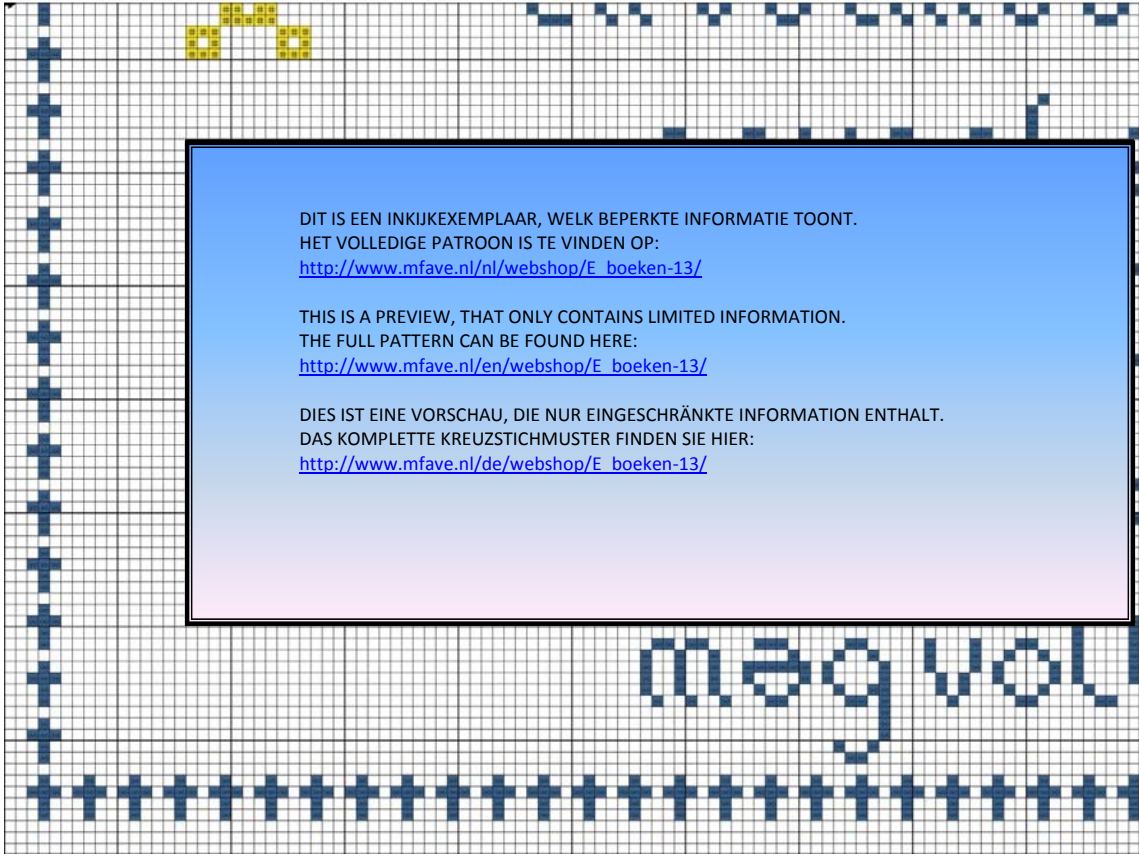 DIT IS EEN INKIJKEXEMPLAAR, WELK BEPERKTE INFORMATIE TOONT.
HET VOLLEDIGE PATROON IS TE VINDEN OP:
http://www.mfave.nl/nl/webshop/E_boeken-13/
THIS IS A PREVIEW, THAT ONLY CONTAINS LIMITED INFORMATION.
THE FULL PATTERN CAN BE FOUND HERE:
http://www.mfave.nl/en/webshop/E_boeken-13/
DIES IST EINE VORSCHAU, DIE NUR EINGESCHRÄNKTE INFORMATION ENTHALT.
DAS KOMPLETTE KREUZSTICHMUSTER FINDEN SIE HIER:
http://www.mfave.nl/de/webshop/E_boeken-13/
mag vol